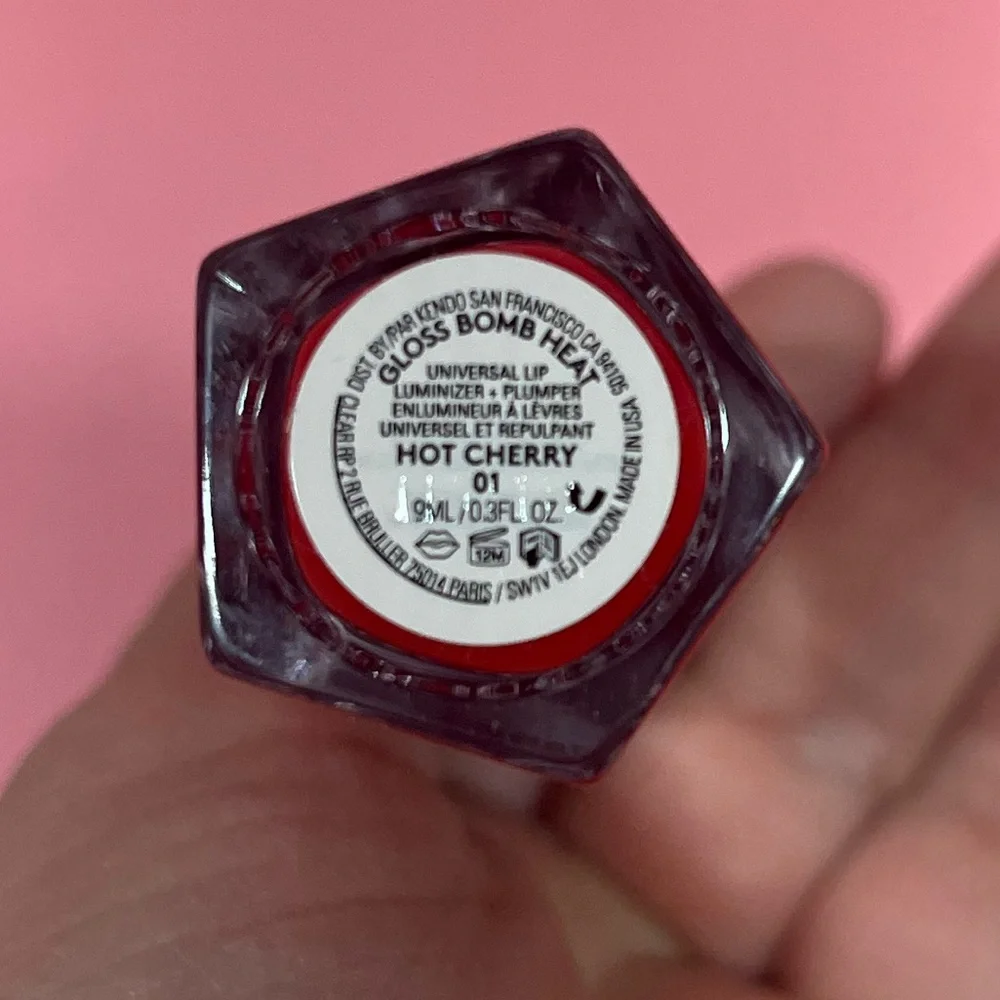 DIST. BY/PAR KENDO SAN FRANCISCO CA 94105
GLOSS BOMB HEAT
UNIVERSAL LIP
LUMINIZER + PLUMPER
ENLUMINEUR À LÈVRES
UNIVERSEL ET REPULPANT
HOT CHERRY
01
9ML / 0.3FL. OZ.
12M
CLEAR RP 2 RUE BRULLER 75014 PARIS / SW1V 1EJ LONDON. MADE IN USA